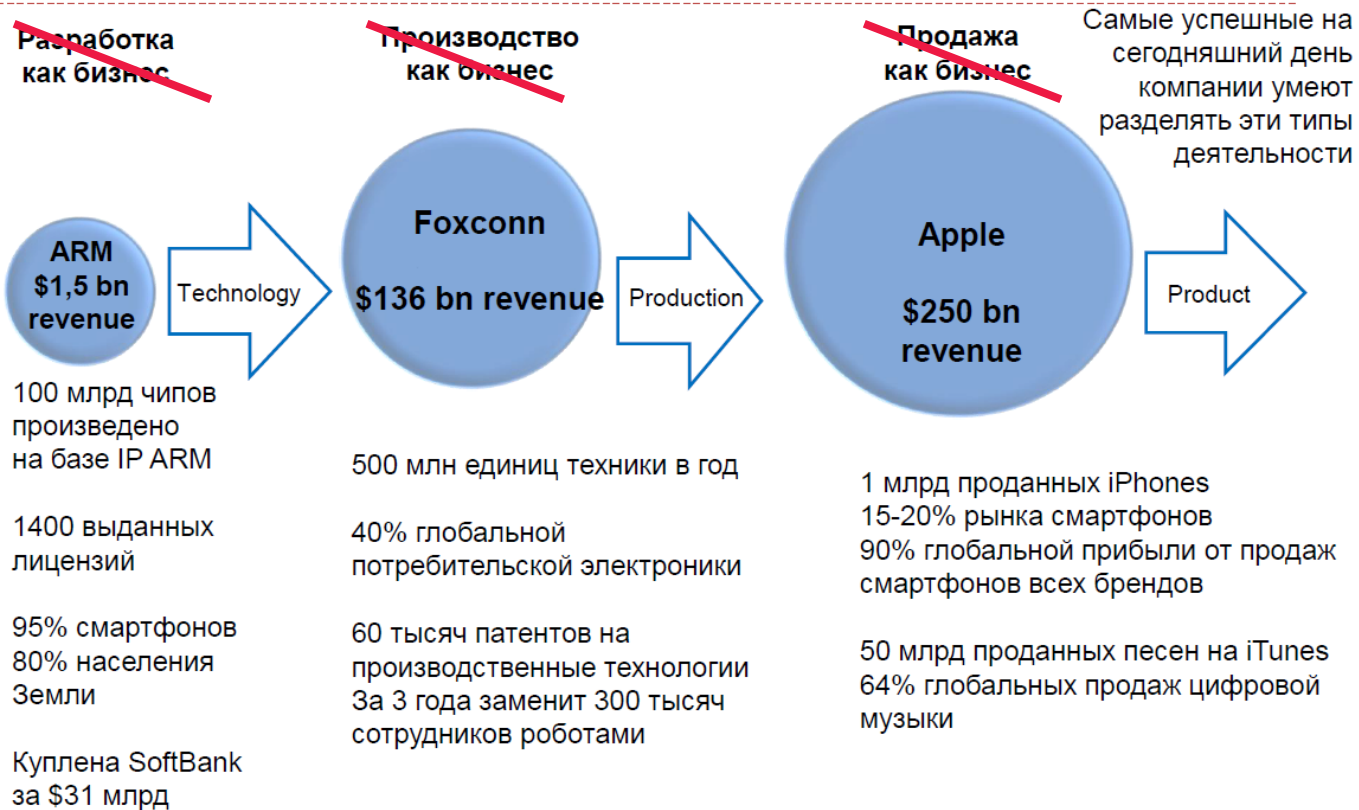 Разработка
как бизнес
Производство
как бизнес
Продажа
как бизнес
Самые успешные на
сегодняшний день
компании умеют
разделять эти типы
деятельности
ARM
$1,5 bn
revenue
Technology
Foxconn
$136 bn revenue
Production
Apple
$250 bn
revenue
Product
100 млрд чипов
произведено
на базе IP ARM
1400 выданных
лицензий
95% смартфонов
80% населения
Земли
Куплена SoftBank
за $31 млрд
500 млн единиц техники в год
40% глобальной
потребительской электроники
60 тысяч патентов на
производственные технологии
За 3 года заменит 300 тысяч
сотрудников роботами
1 млрд проданных iPhones
15-20% рынка смартфонов
90% глобальной прибыли от продаж
смартфонов всех брендов
50 млрд проданных песен на iTunes
64% глобальных продаж цифровой
музыки